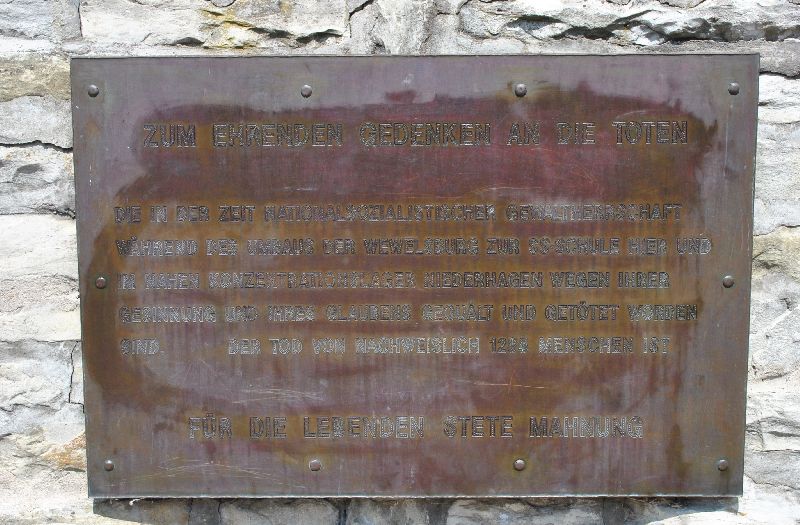 ZUM EHRENDEN GEDENKEN AN DIE TOTEN
DIE IN DER ZEIT NATIONALSOZIALISTISCHER GEWALTHERRSCHAFT
WÄHREND DES UMBAUS DER WEWELSBURG ZUR SS-SCHULE HIER UND
IM NAHEN KONZENTRATIONSLAGER NIEDERHAGEN WEGEN IHRER
GESINNUNG UND IHRES GLAUBENS GEQUÄLT UND GETÖTET WORDEN
SIND. DER TOD VON NACHWEISLICH MENSCHEN IST
FÜR DIE LEBENDEN STETE MAHNUNG